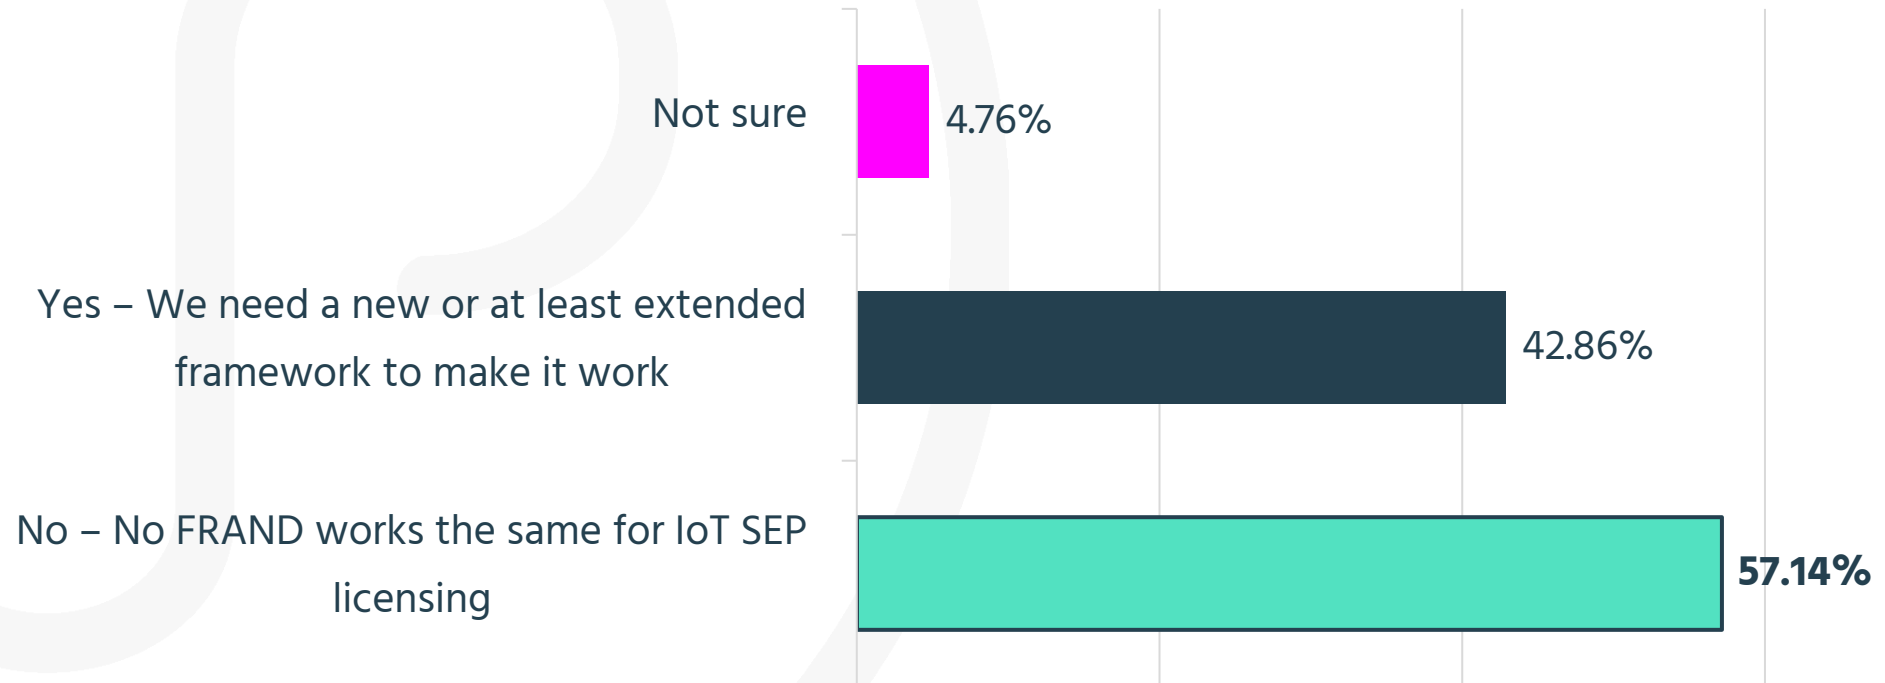 Not sure
4.76%
Yes – We need a new or at least extended
framework to make it work
42.86%
No – No FRAND works the same for IoT SEP
licensing
57.14%